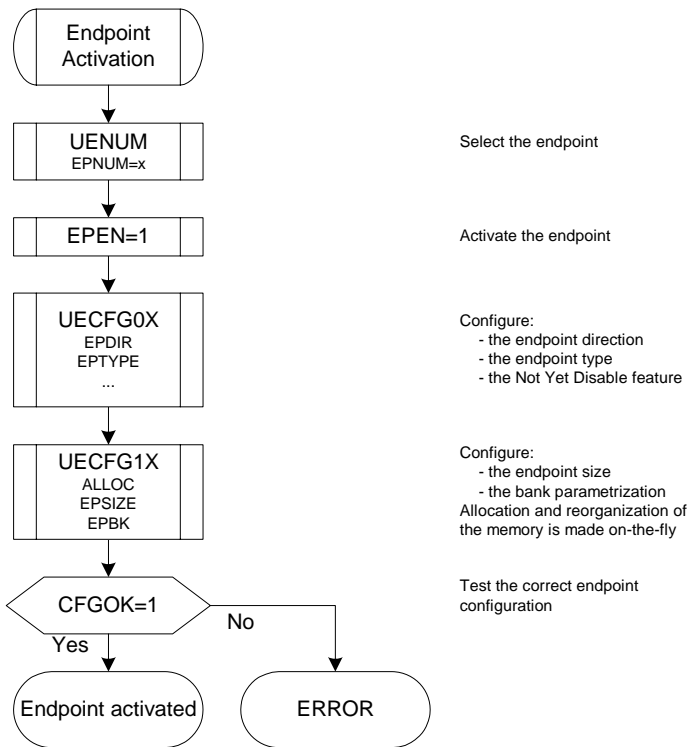 Endpoint
Activation
UENUM
EPNUM=x
Select the endpoint
EPEN=1
Activate the endpoint
UECFG0X
EPDIR
EPTYPE
...
Configure:
- the endpoint direction
- the endpoint type
- the Not Yet Disable feature
UECFG1X
ALLOC
EPSIZE
EPBK
Configure:
- the endpoint size
- the bank parametrization
Allocation and reorganization of
the memory is made on-the-fly
CFGOK=1
Test the correct endpoint
configuration
No
Yes
Endpoint activated
ERROR